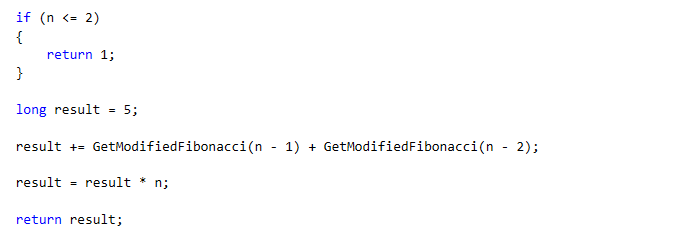 if (n <= 2)
{
    return 1;
}
long result = 5;
result += GetModifiedFibonacci(n - 1) + GetModifiedFibonacci(n - 2);
result = result * n;
return result;